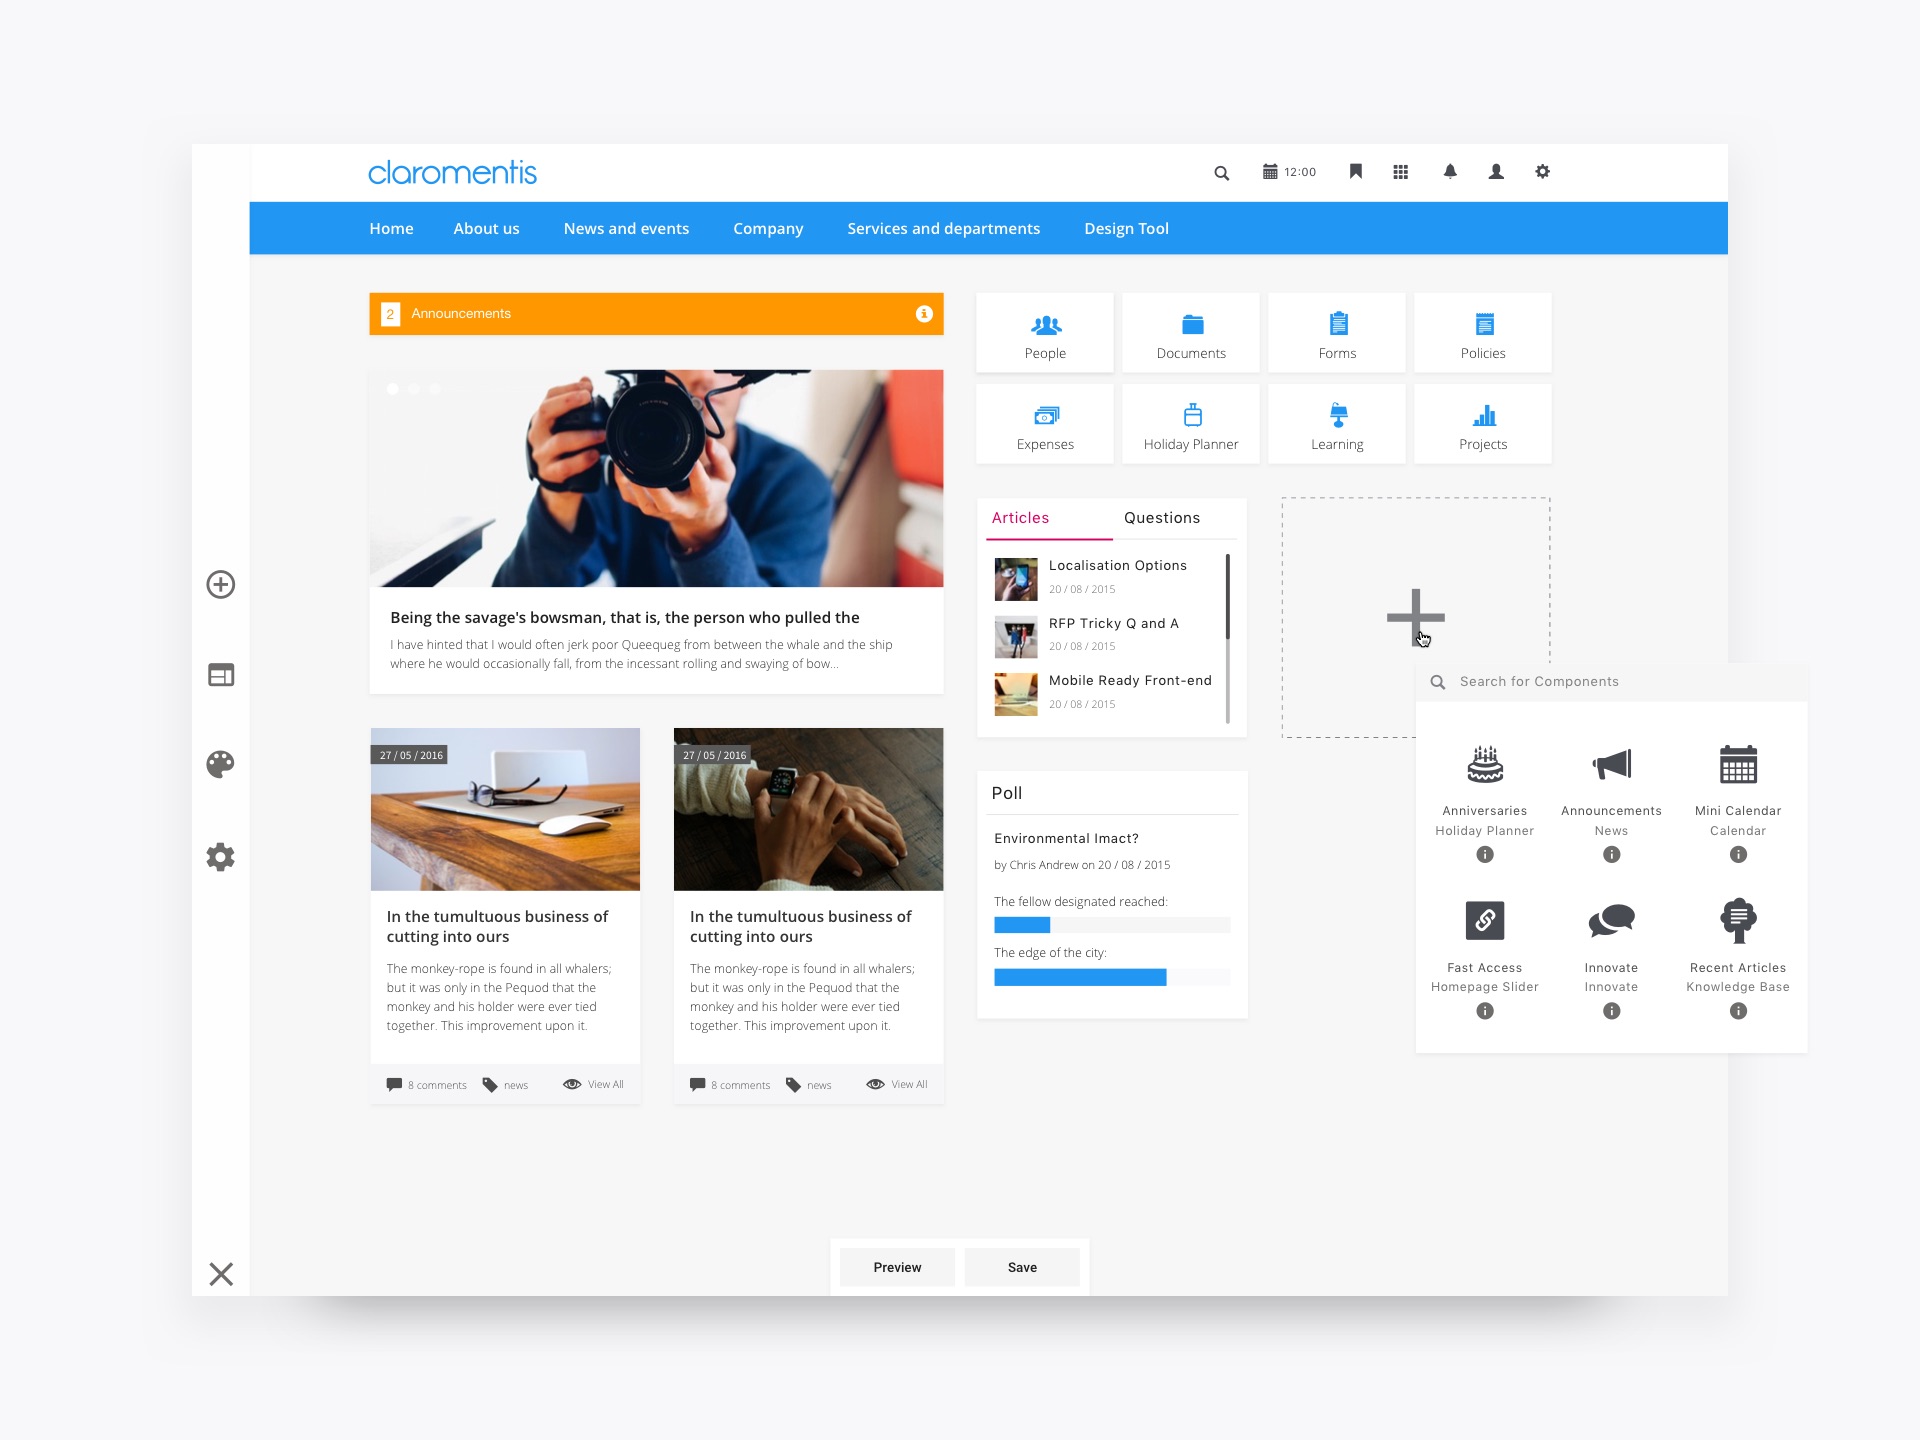 claromentis
12:00
Home
About us
News and events
Company
Services and departments
Design Tool
2 Announcements
Being the savage's bowsman, that is, the person who pulled the
I have hinted that I would often jerk poor Queequeg from between the whale and the ship
where he would occasionally fall, from the incessant rolling and swaying of bow...
27 / 05 / 2016
In the tumultuous business of
cutting into ours
The monkey-rope is found in all whalers;
but it was only in the Pequod that the
monkey and his holder were ever tied
together. This improvement upon it.
8 comments
news
View All
27 / 05 / 2016
In the tumultuous business of
cutting into ours
The monkey-rope is found in all whalers;
but it was only in the Pequod that the
monkey and his holder were ever tied
together. This improvement upon it.
8 comments
news
View All
People
Documents
Forms
Policies
Expenses
Holiday Planner
Learning
Projects
Articles
Questions
Localisation Options
20 / 08 / 2015
RFP Tricky Q and A
20 / 08 / 2015
Mobile Ready Front-end
20 / 08 / 2015
Poll
Environmental Imact?
by Chris Andrew on 20 / 08 / 2015
The fellow designated reached:
The edge of the city:
Search for Components
Anniversaries
Holiday Planner
Announcements
News
Mini Calendar
Calendar
Fast Access
Homepage Slider
Innovate
Innovate
Recent Articles
Knowledge Base
Preview
Save